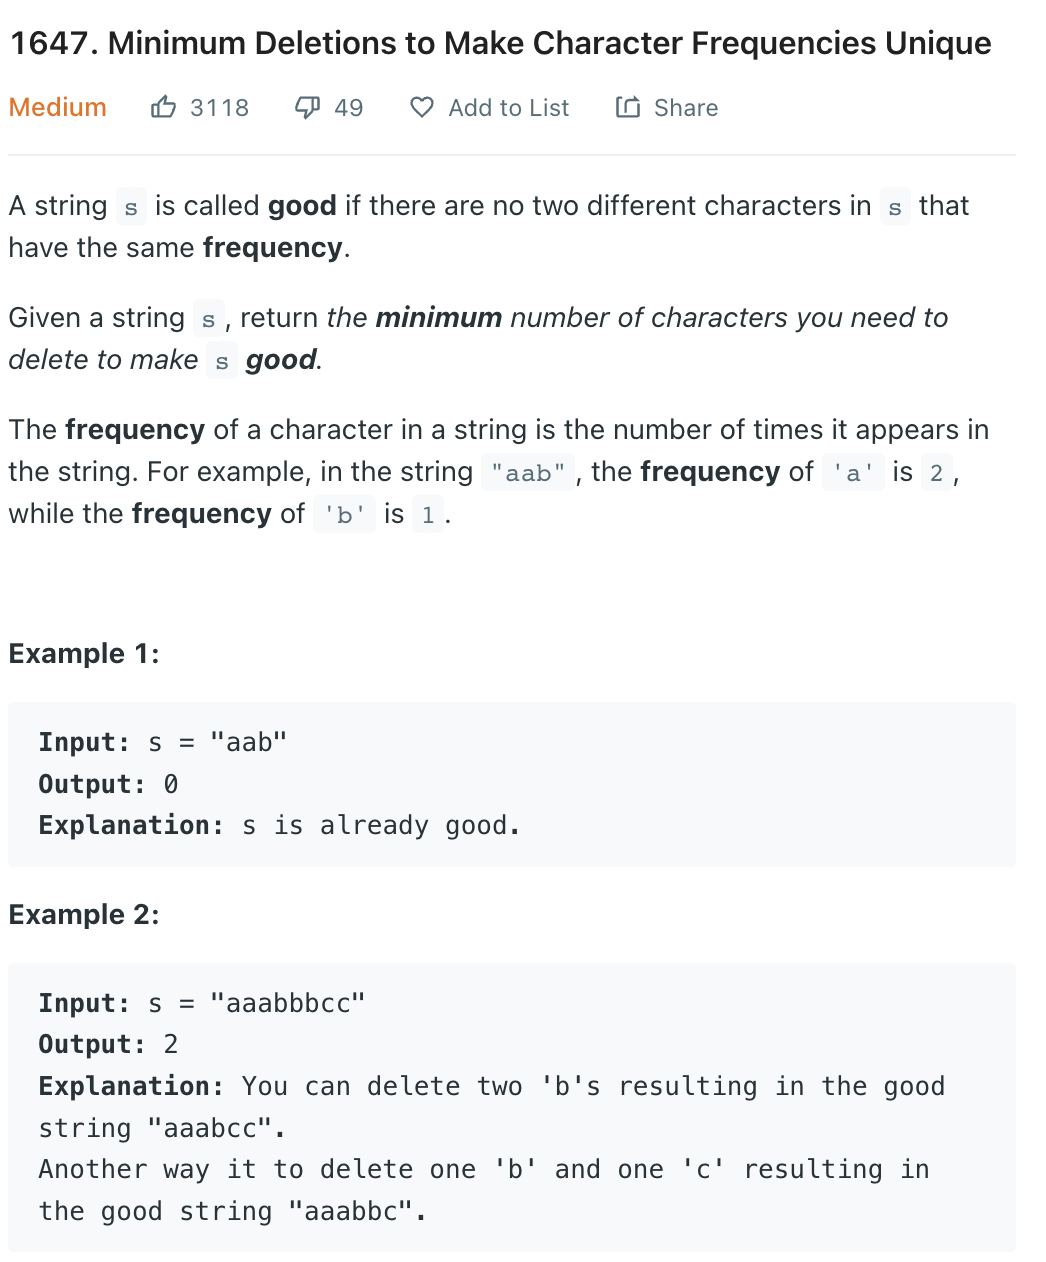 1647. Minimum Deletions to Make Character Frequencies Unique
Medium 3118 49 Add to List Share
A string s is called good if there are no two different characters in s that
have the same frequency.
Given a string s , return the minimum number of characters you need to
delete to make s good.
The frequency of a character in a string is the number of times it appears in
the string. For example, in the string "aab" , the frequency of 'a' is 2 ,
while the frequency of 'b' is 1 .
Example 1:
Input: s = "aab"
Output: 0
Explanation: s is already good.
Example 2:
Input: s = "aaabbbcc"
Output: 2
Explanation: You can delete two 'b's resulting in the good
string "aaabcc".
Another way it to delete one 'b' and one 'c' resulting in
the good string "aaabbc".